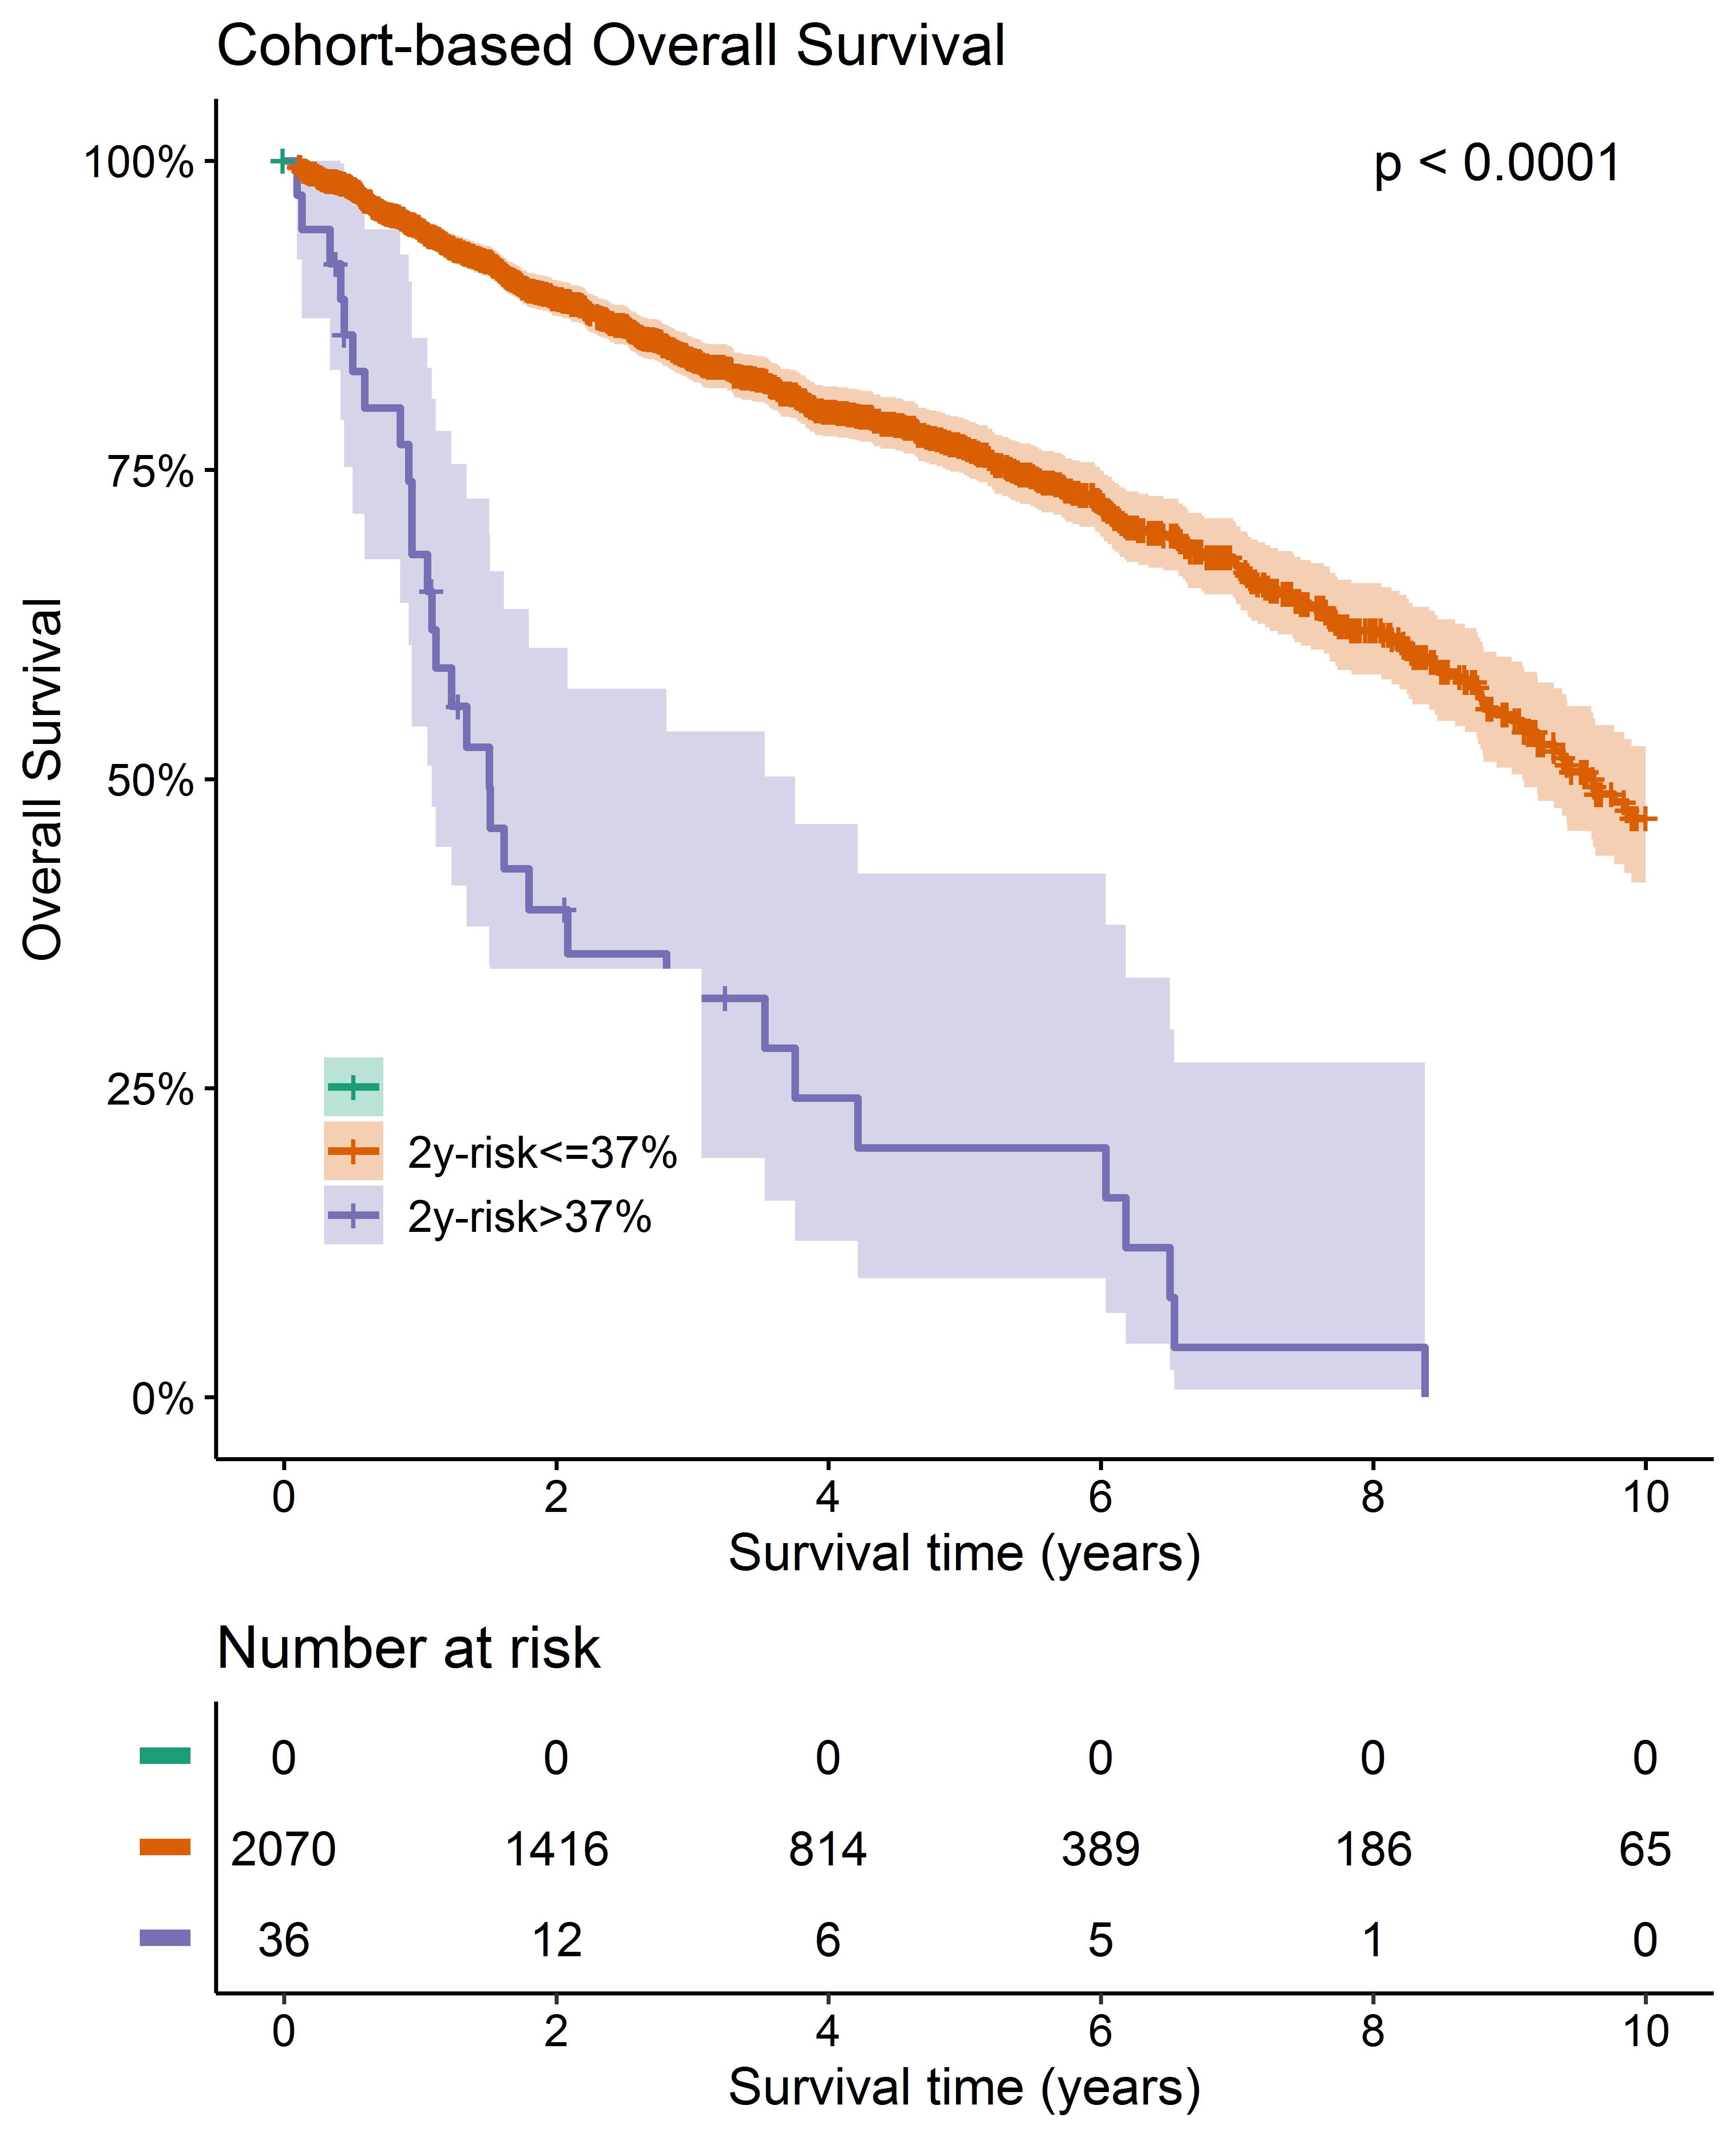 Cohort-based Overall Survival
p < 0.0001
100%
75%
50%
25%
0%
Overall Survival
2y-risk<=37%
2y-risk>37%
0 2 4 6 8 10
Survival time (years)
Number at risk
0 0 0 0 0 0
2070 1416 814 389 186 65
36 12 6 5 1 0
0 2 4 6 8 10
Survival time (years)